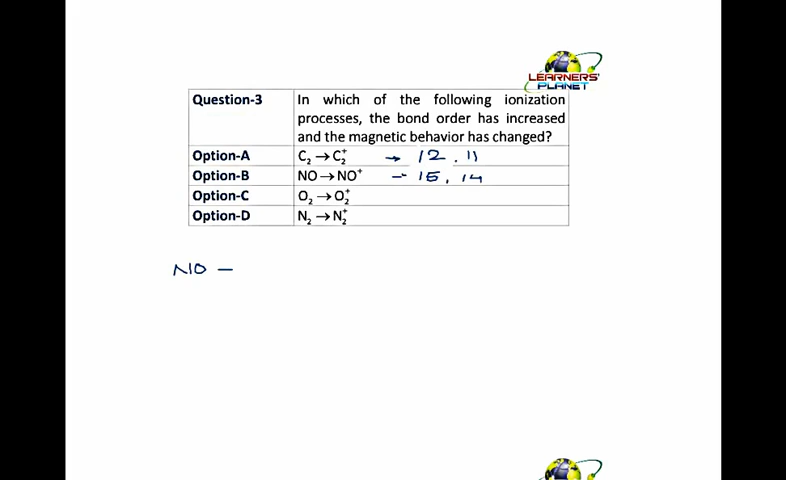 LEARNERS'
PLANET
Question-3 In which of the following ionization
processes, the bond order has increased
and the magnetic behavior has changed?
Option-A C₂ → C₂⁺ → 12 . 11
Option-B NO → NO⁺ – 15, 14
Option-C O₂ → O₂⁺
Option-D N₂ → N₂⁺
NO –